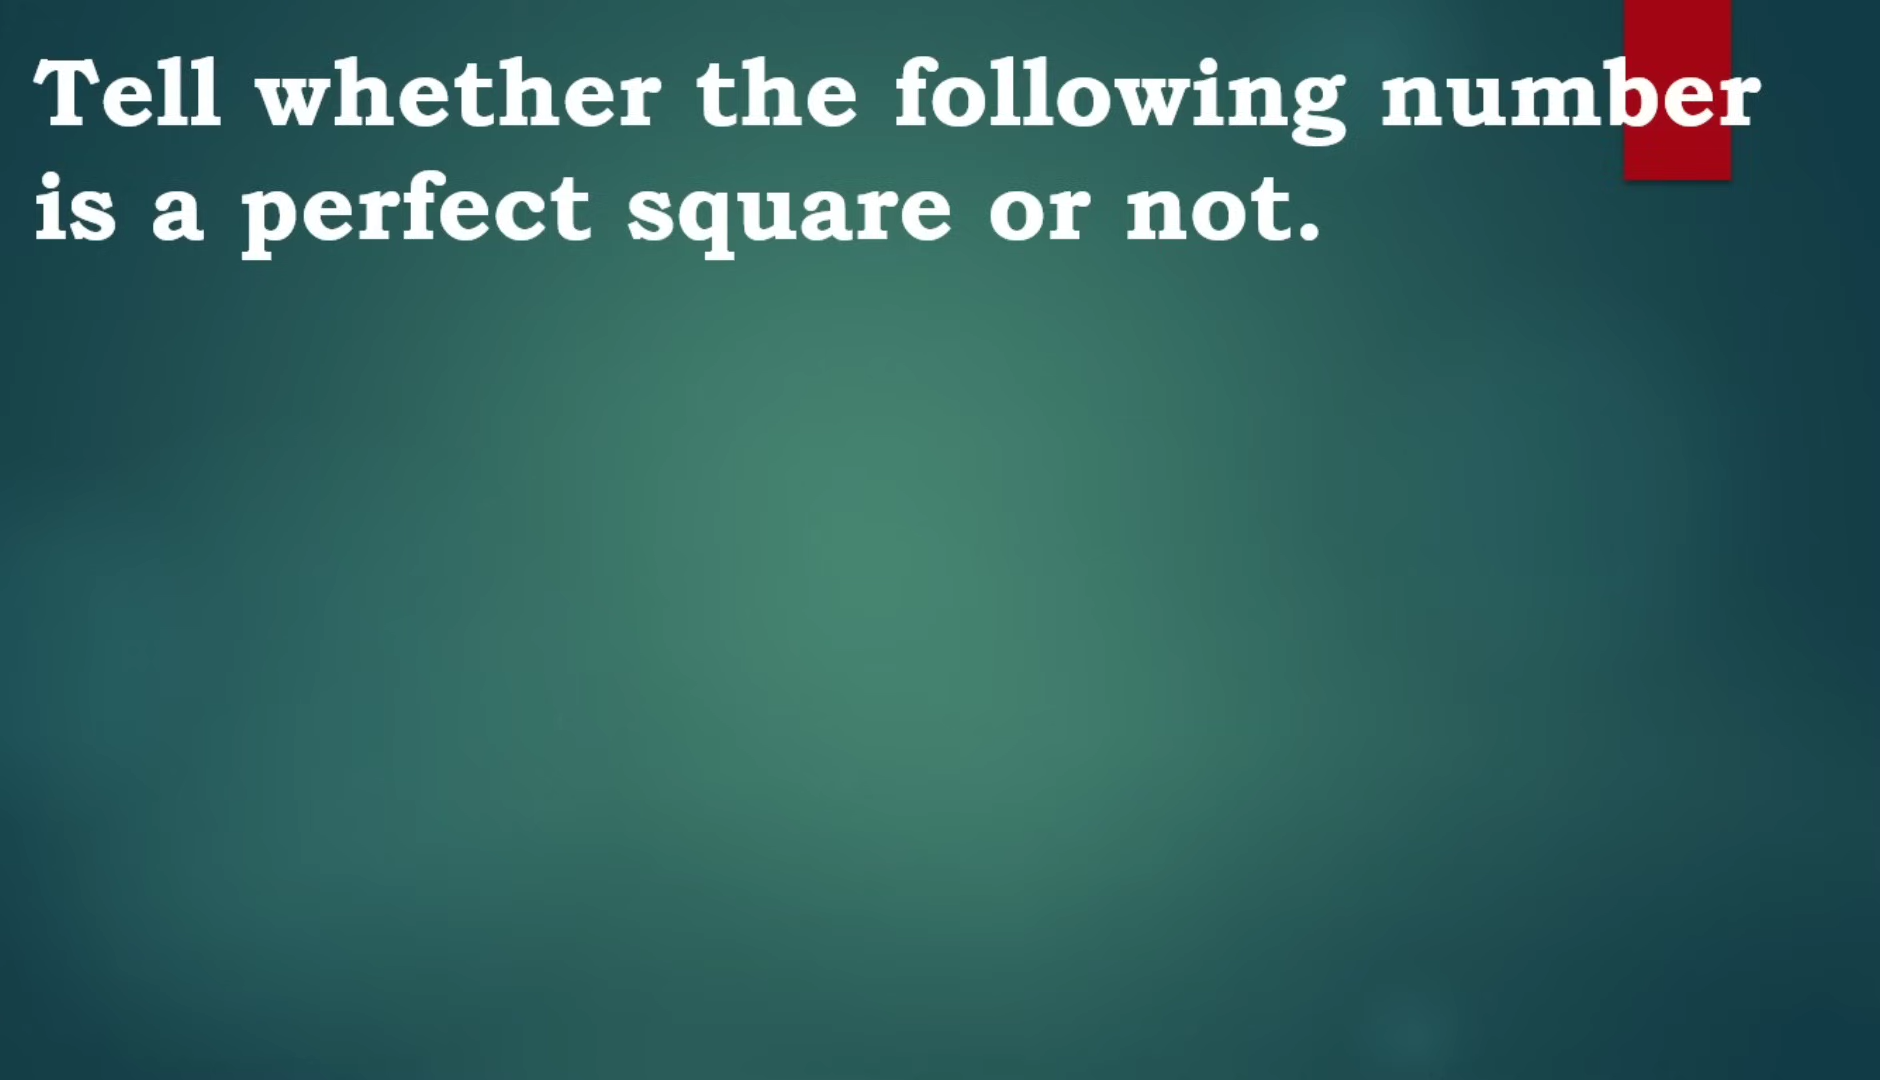 Tell whether the following number
is a perfect square or not.